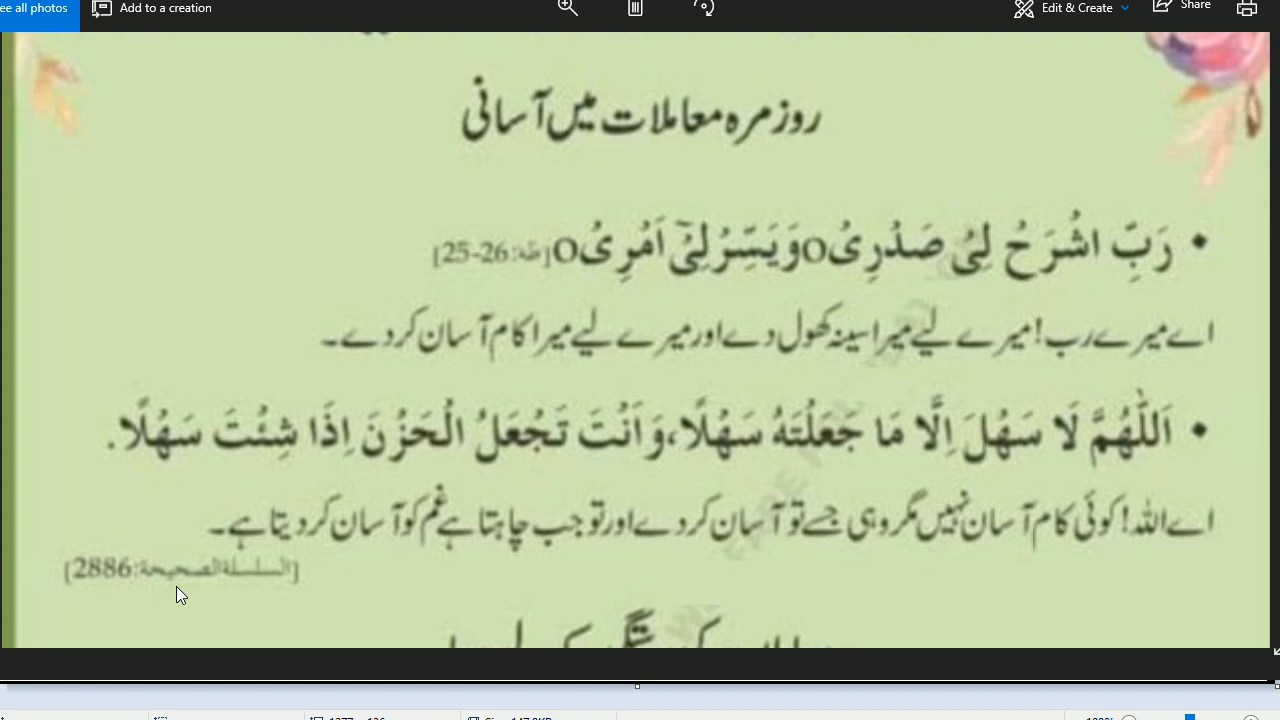 ee all photos
Add to a creation
Edit & Create
Share
روزمرہ معاملات میں آسانی
• رَبِّ اشْرَحْ لِیْ صَدْرِیْ o وَیَسِّرْ لِیْٓ اَمْرِیْ o [طٰہٰ:25-26]
اے میرے رب! میرے لیے میرا سینہ کھول دے اور میرے لیے میرا کام آسان کر دے۔
• اَللّٰهُمَّ لَا سَهْلَ اِلَّا مَا جَعَلْتَهُ سَهْلًا، وَ اَنْتَ تَجْعَلُ الْحَزْنَ اِذَا شِئْتَ سَهْلًا.
اے اللہ! کوئی کام آسان نہیں مگر وہی جسے تو آسان کر دے اور تو جب چاہتا ہے غم کو آسان کر دیتا ہے۔
[السلسلة الصحيحة:2886]